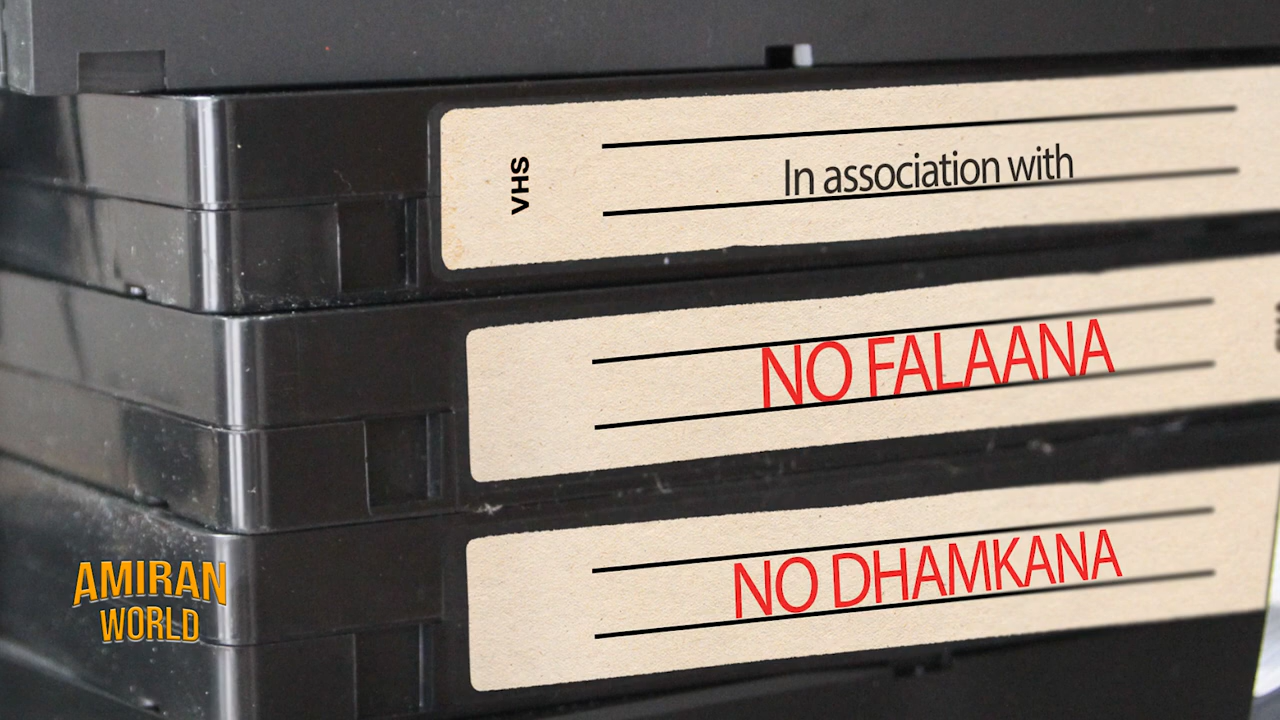 VHS
In association with
NO FALAANA
NO DHAMKANA
AMIRAN
WORLD